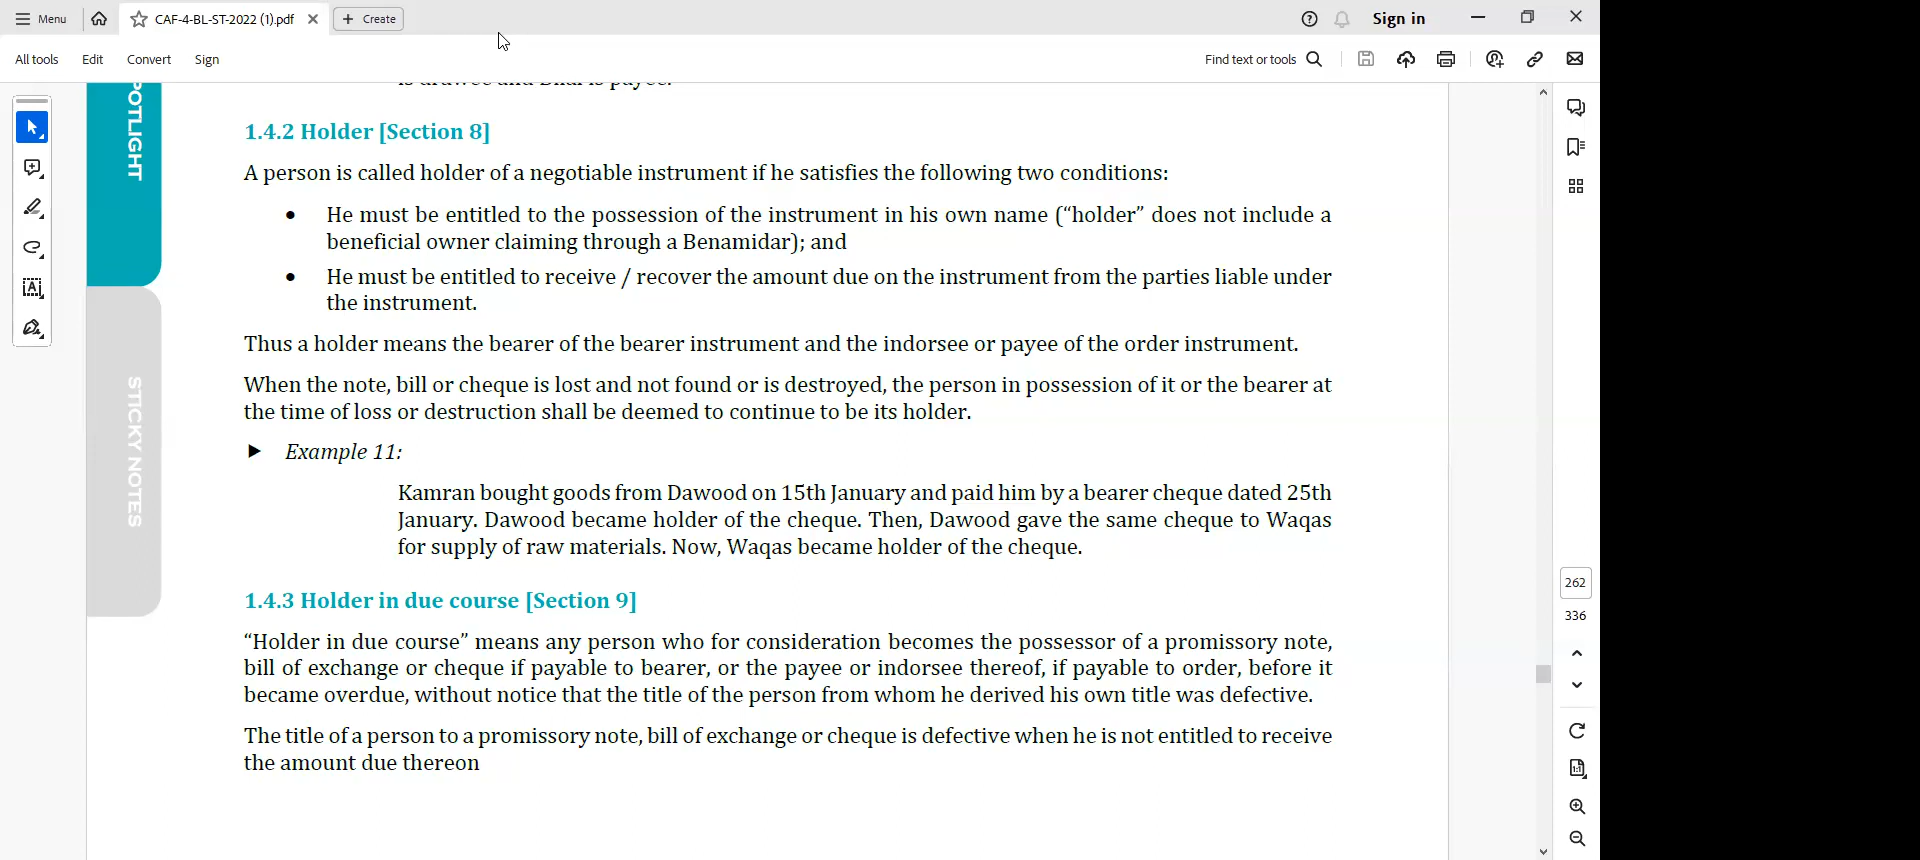 Menu
CAF-4-BL-ST-2022 (1).pdf
Create
Sign in
All tools
Edit
Convert
Sign
Find text or tools
1.4.2 Holder [Section 8]
A person is called holder of a negotiable instrument if he satisfies the following two conditions:
• He must be entitled to the possession of the instrument in his own name (“holder” does not include a
beneficial owner claiming through a Benamidar); and
• He must be entitled to receive / recover the amount due on the instrument from the parties liable under
the instrument.
Thus a holder means the bearer of the bearer instrument and the indorsee or payee of the order instrument.
When the note, bill or cheque is lost and not found or is destroyed, the person in possession of it or the bearer at
the time of loss or destruction shall be deemed to continue to be its holder.
Example 11:
Kamran bought goods from Dawood on 15th January and paid him by a bearer cheque dated 25th
January. Dawood became holder of the cheque. Then, Dawood gave the same cheque to Waqas
for supply of raw materials. Now, Waqas became holder of the cheque.
1.4.3 Holder in due course [Section 9]
“Holder in due course” means any person who for consideration becomes the possessor of a promissory note,
bill of exchange or cheque if payable to bearer, or the payee or indorsee thereof, if payable to order, before it
became overdue, without notice that the title of the person from whom he derived his own title was defective.
The title of a person to a promissory note, bill of exchange or cheque is defective when he is not entitled to receive
the amount due thereon
STICKY NOTES
262
336